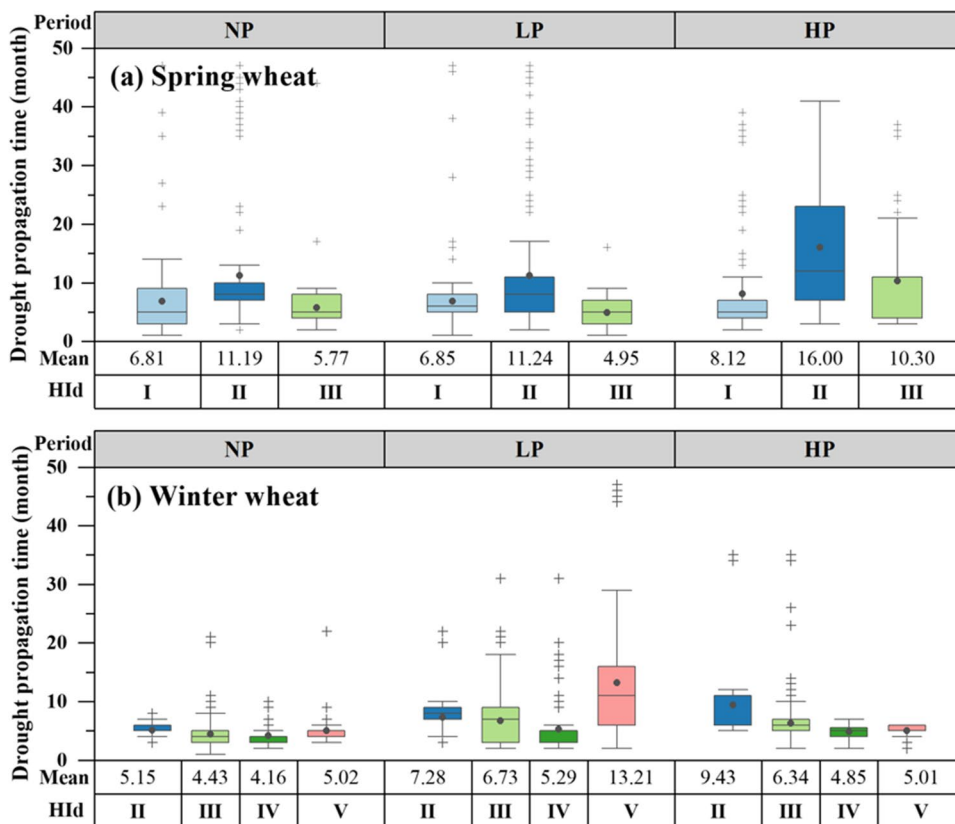 Period NP LP HP
(a) Spring wheat
Drought propagation time (month)
50
40
30
20
10
0
Mean 6.81 11.19 5.77 6.85 11.24 4.95 8.12 16.00 10.30
HId I II III I II III I II III
Period NP LP HP
(b) Winter wheat
Drought propagation time (month)
50
40
30
20
10
0
Mean 5.15 4.43 4.16 5.02 7.28 6.73 5.29 13.21 9.43 6.34 4.85 5.01
HId II III IV V II III IV V II III IV V